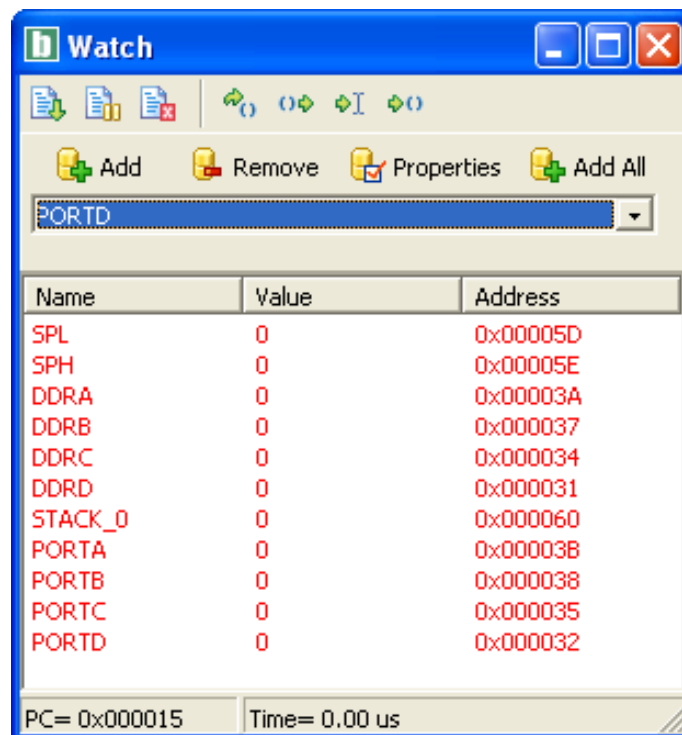 Watch
Add Remove Properties Add All
PORTD
Name Value Address
SPL 0 0x00005D
SPH 0 0x00005E
DDRA 0 0x00003A
DDRB 0 0x000037
DDRC 0 0x000034
DDRD 0 0x000031
STACK_0 0 0x000060
PORTA 0 0x00003B
PORTB 0 0x000038
PORTC 0 0x000035
PORTD 0 0x000032
PC= 0x000015 Time= 0.00 us